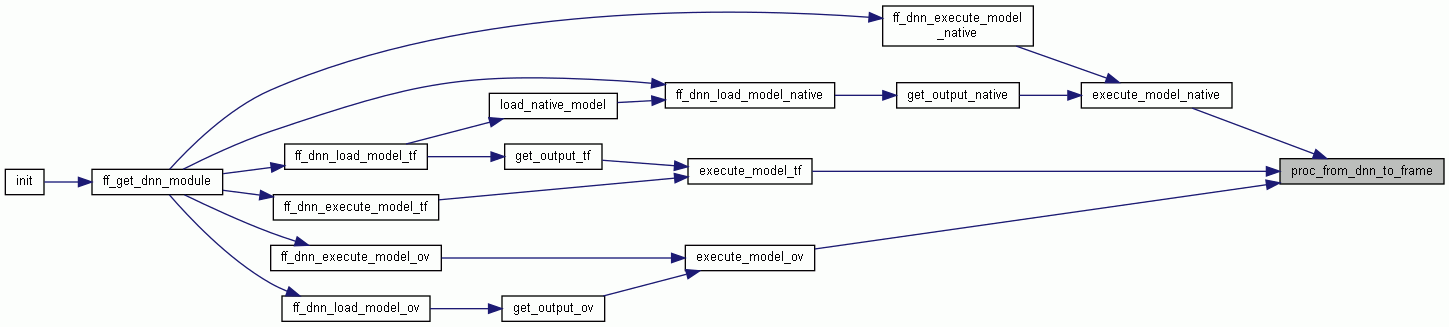 ff_dnn_execute_model
_native
ff_dnn_load_model_native
get_output_native
execute_model_native
load_native_model
init
ff_get_dnn_module
ff_dnn_load_model_tf
get_output_tf
execute_model_tf
proc_from_dnn_to_frame
ff_dnn_execute_model_tf
ff_dnn_execute_model_ov
execute_model_ov
ff_dnn_load_model_ov
get_output_ov